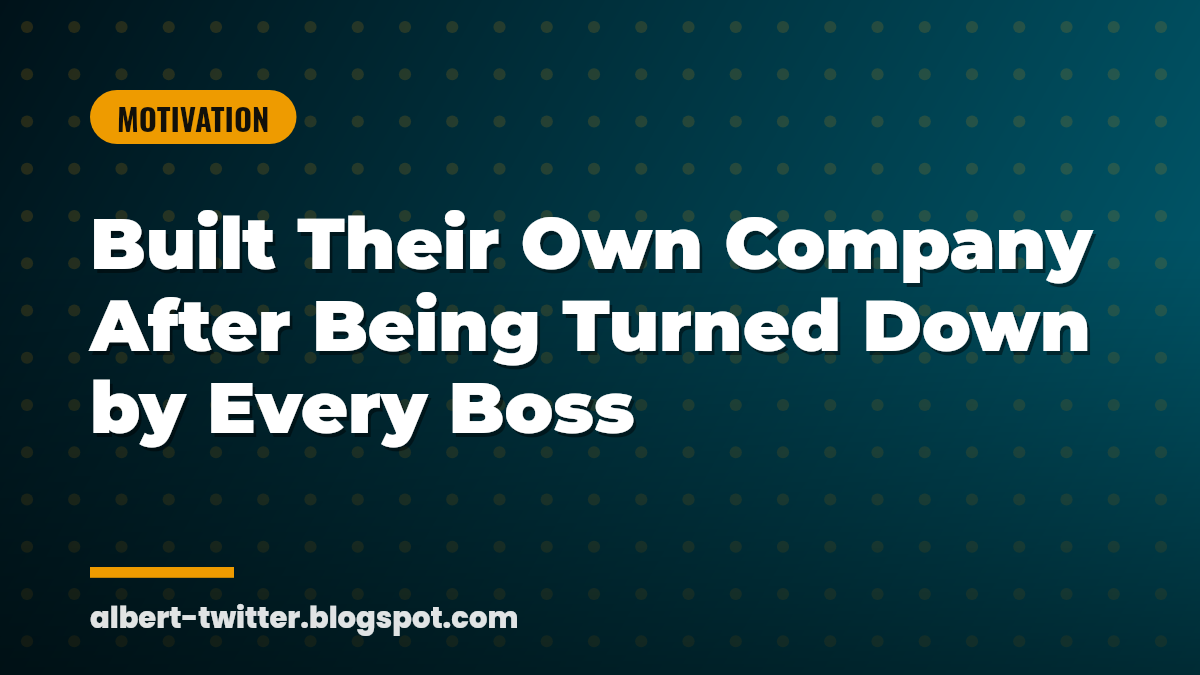 MOTIVATION
Built Their Own Company
After Being Turned Down
by Every Boss
albert-twitter.blogspot.com